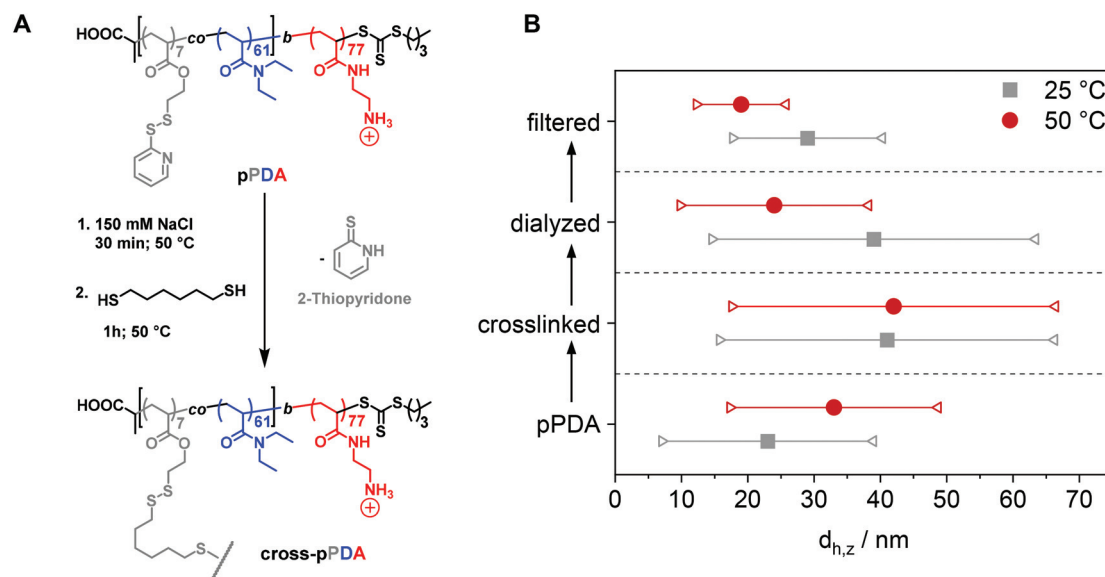 A
HOOC [ ( )7 co ( )61 ] b ( )77 S S ( )3
O O O N O NH S
S S NH3 ⊕
N
pPDA
1. 150 mM NaCl
30 min; 50 °C
2. HS SH
1h; 50 °C
S
NH
-
2-Thiopyridone
HOOC [ ( )7 co ( )61 ] b ( )77 S S ( )3
O O O N O NH S
S S NH3 ⊕
S
cross-pPDA
B
25 °C
50 °C
filtered
dialyzed
crosslinked
pPDA
0 10 20 30 40 50 60 70
dh,z / nm